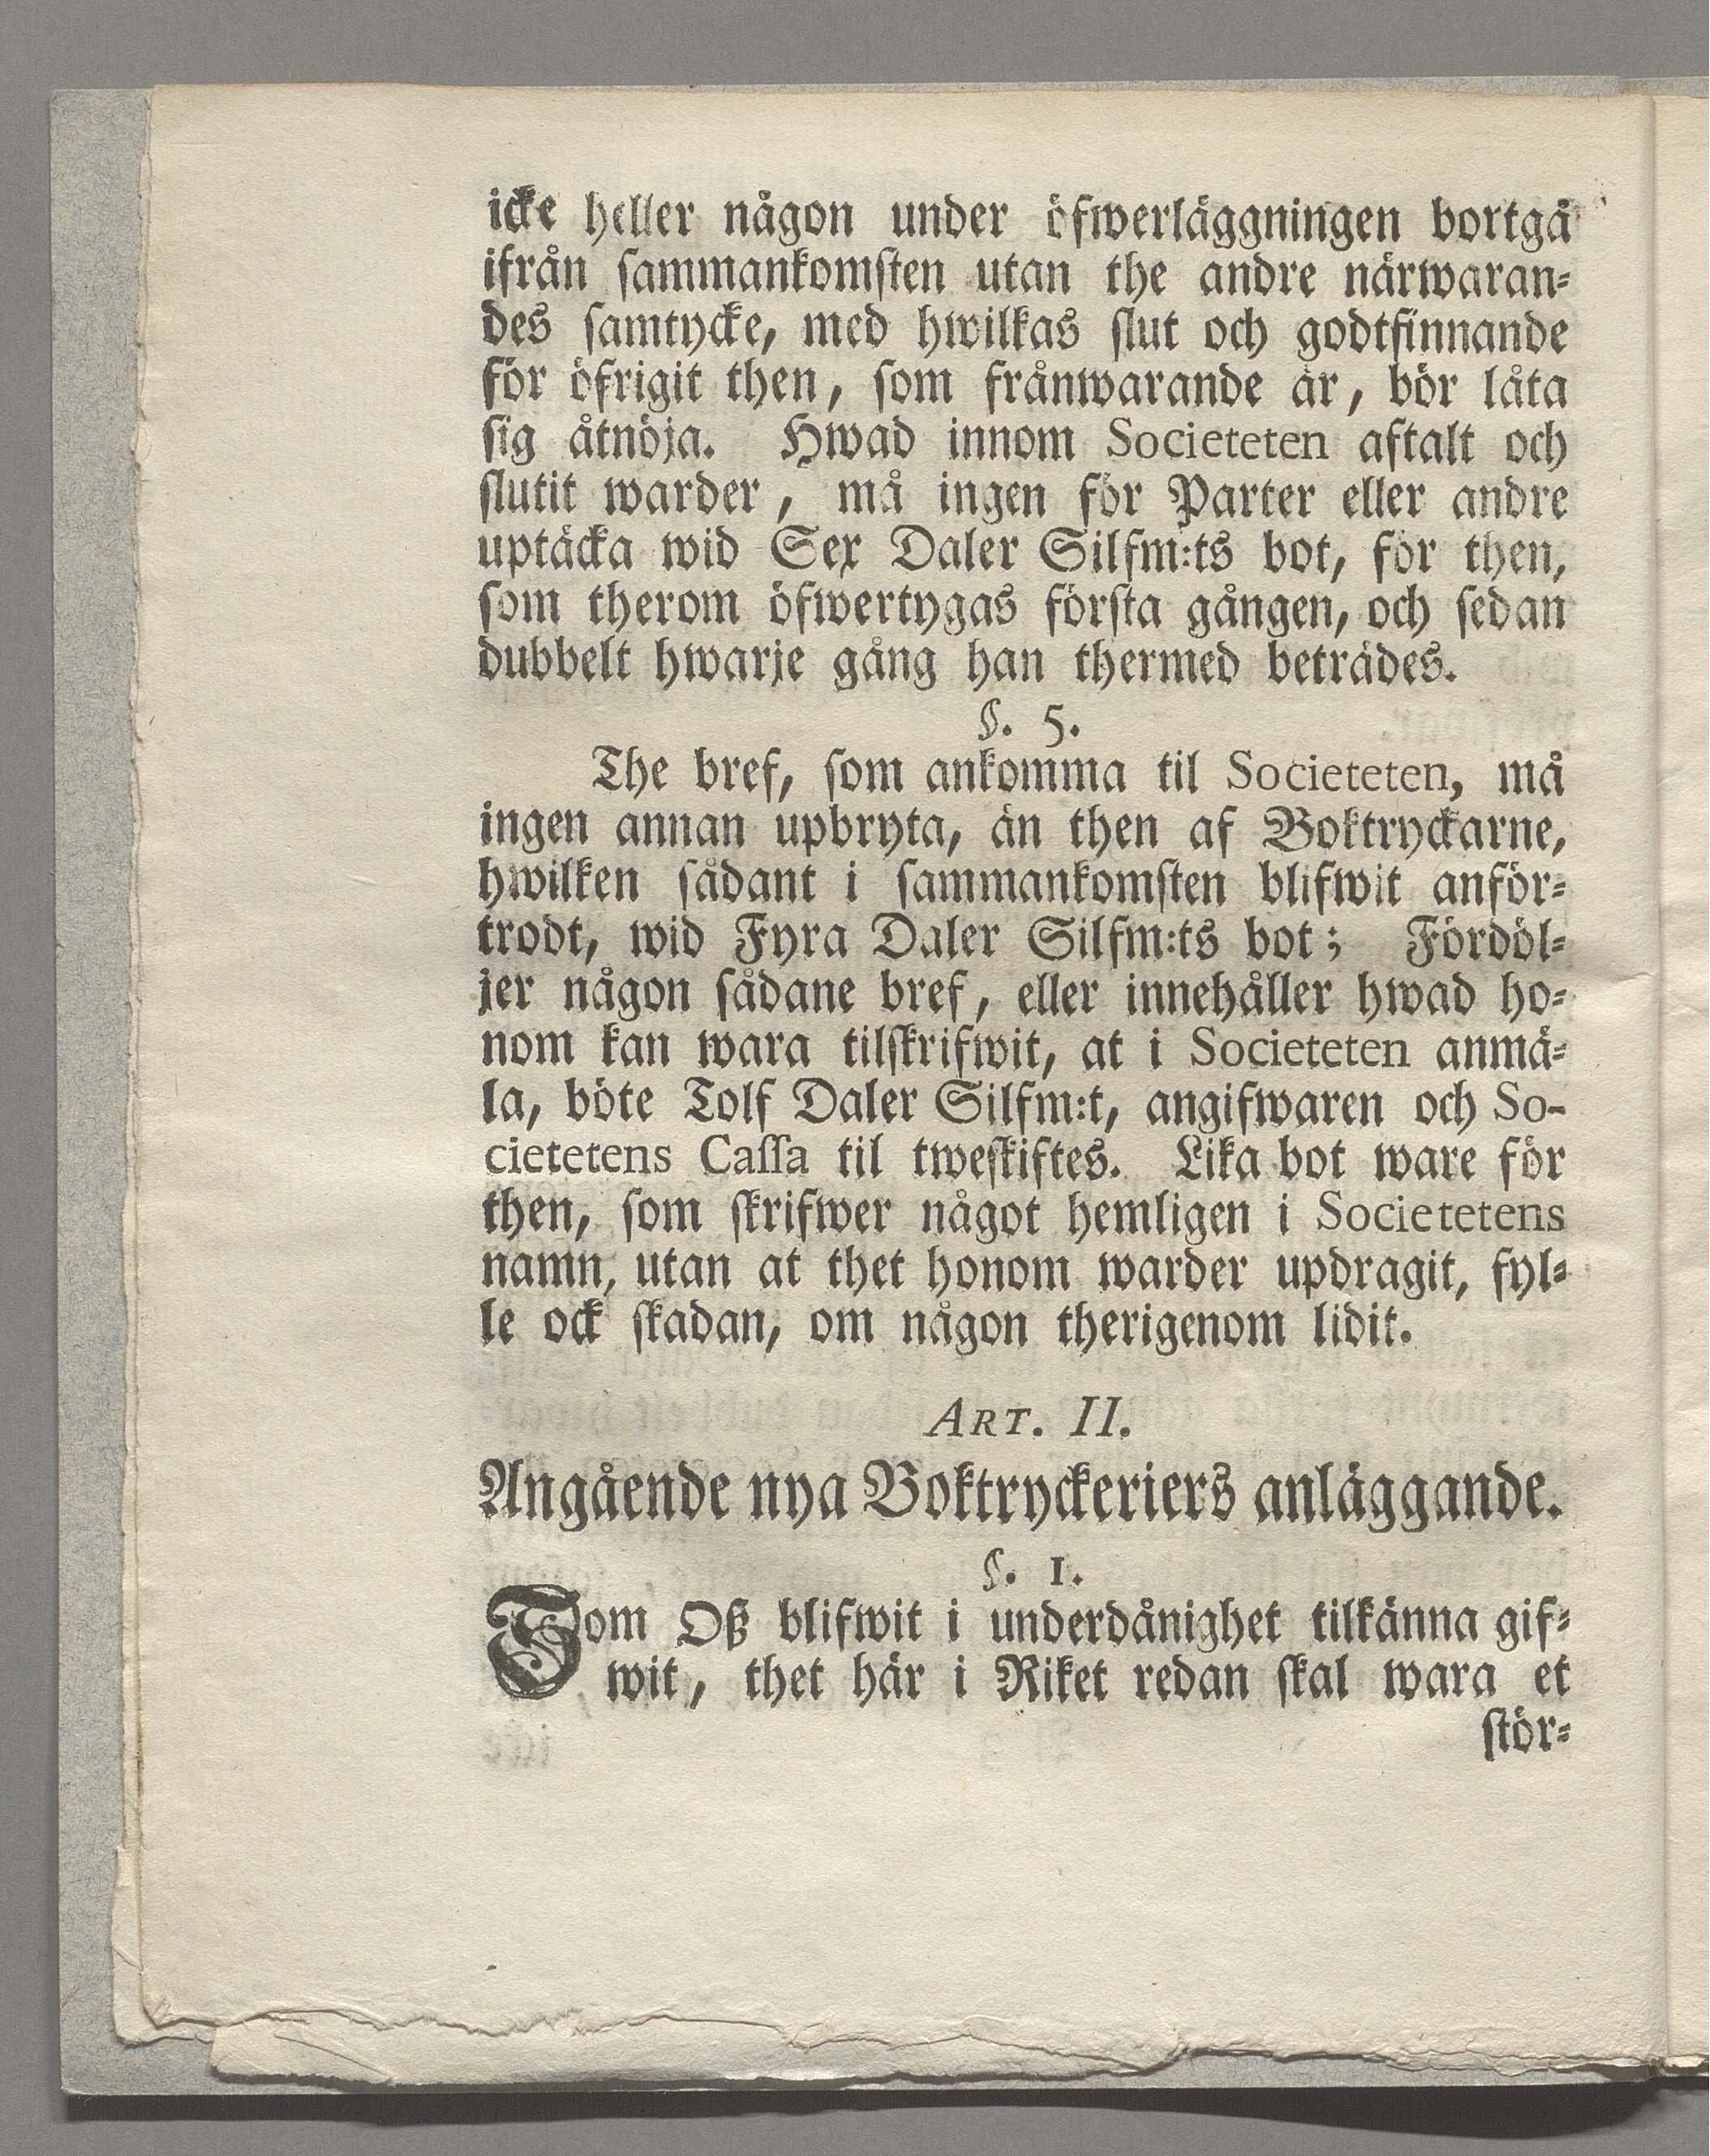 icke heller någon under öfwerläggningen bortgå
ifrån sammankomsten utan the andre närwaran-
des samtycke, med hwilkas slut och godtfinnande
för öfrigit then, som frånwarande är, bör låta
sig åtnöja. Hwad innom Societeten aftalt och
slutit warder, må ingen för Parter eller andre
uptäcka wid Sex Daler Silfm:ts bot, för then,
som therom öfwertygas första gången, och sedan
dubbelt hwarje gång han thermed beträdes.
§. 5.
The bref, som ankomma til Societeten, må
ingen annan upbryta, än then af Boktryckarne,
hwilken sådant i sammankomsten blifwit anför-
trodt, wid Fyra Daler Silfm:ts bot; Fördöl-
jer någon sådane bref, eller innehåller hwad ho-
nom kan wara tilskrifwit, at i Societeten anmä-
la, böte Tolf Daler Silfm:t, angifwaren och So-
cietetens Cassa til tweskiftes. Lika bot ware för
then, som skrifwer något hemligen i Societetens
namn, utan at thet honom warder updragit, fyl-
le ock skadan, om någon therigenom lidit.
ART. II.
Angående nya Boktryckeriers anläggande.
§. 1.
Som Oß blifwit i underdånighet tilkänna gif-
wit, thet här i Riket redan skal wara et
stör-